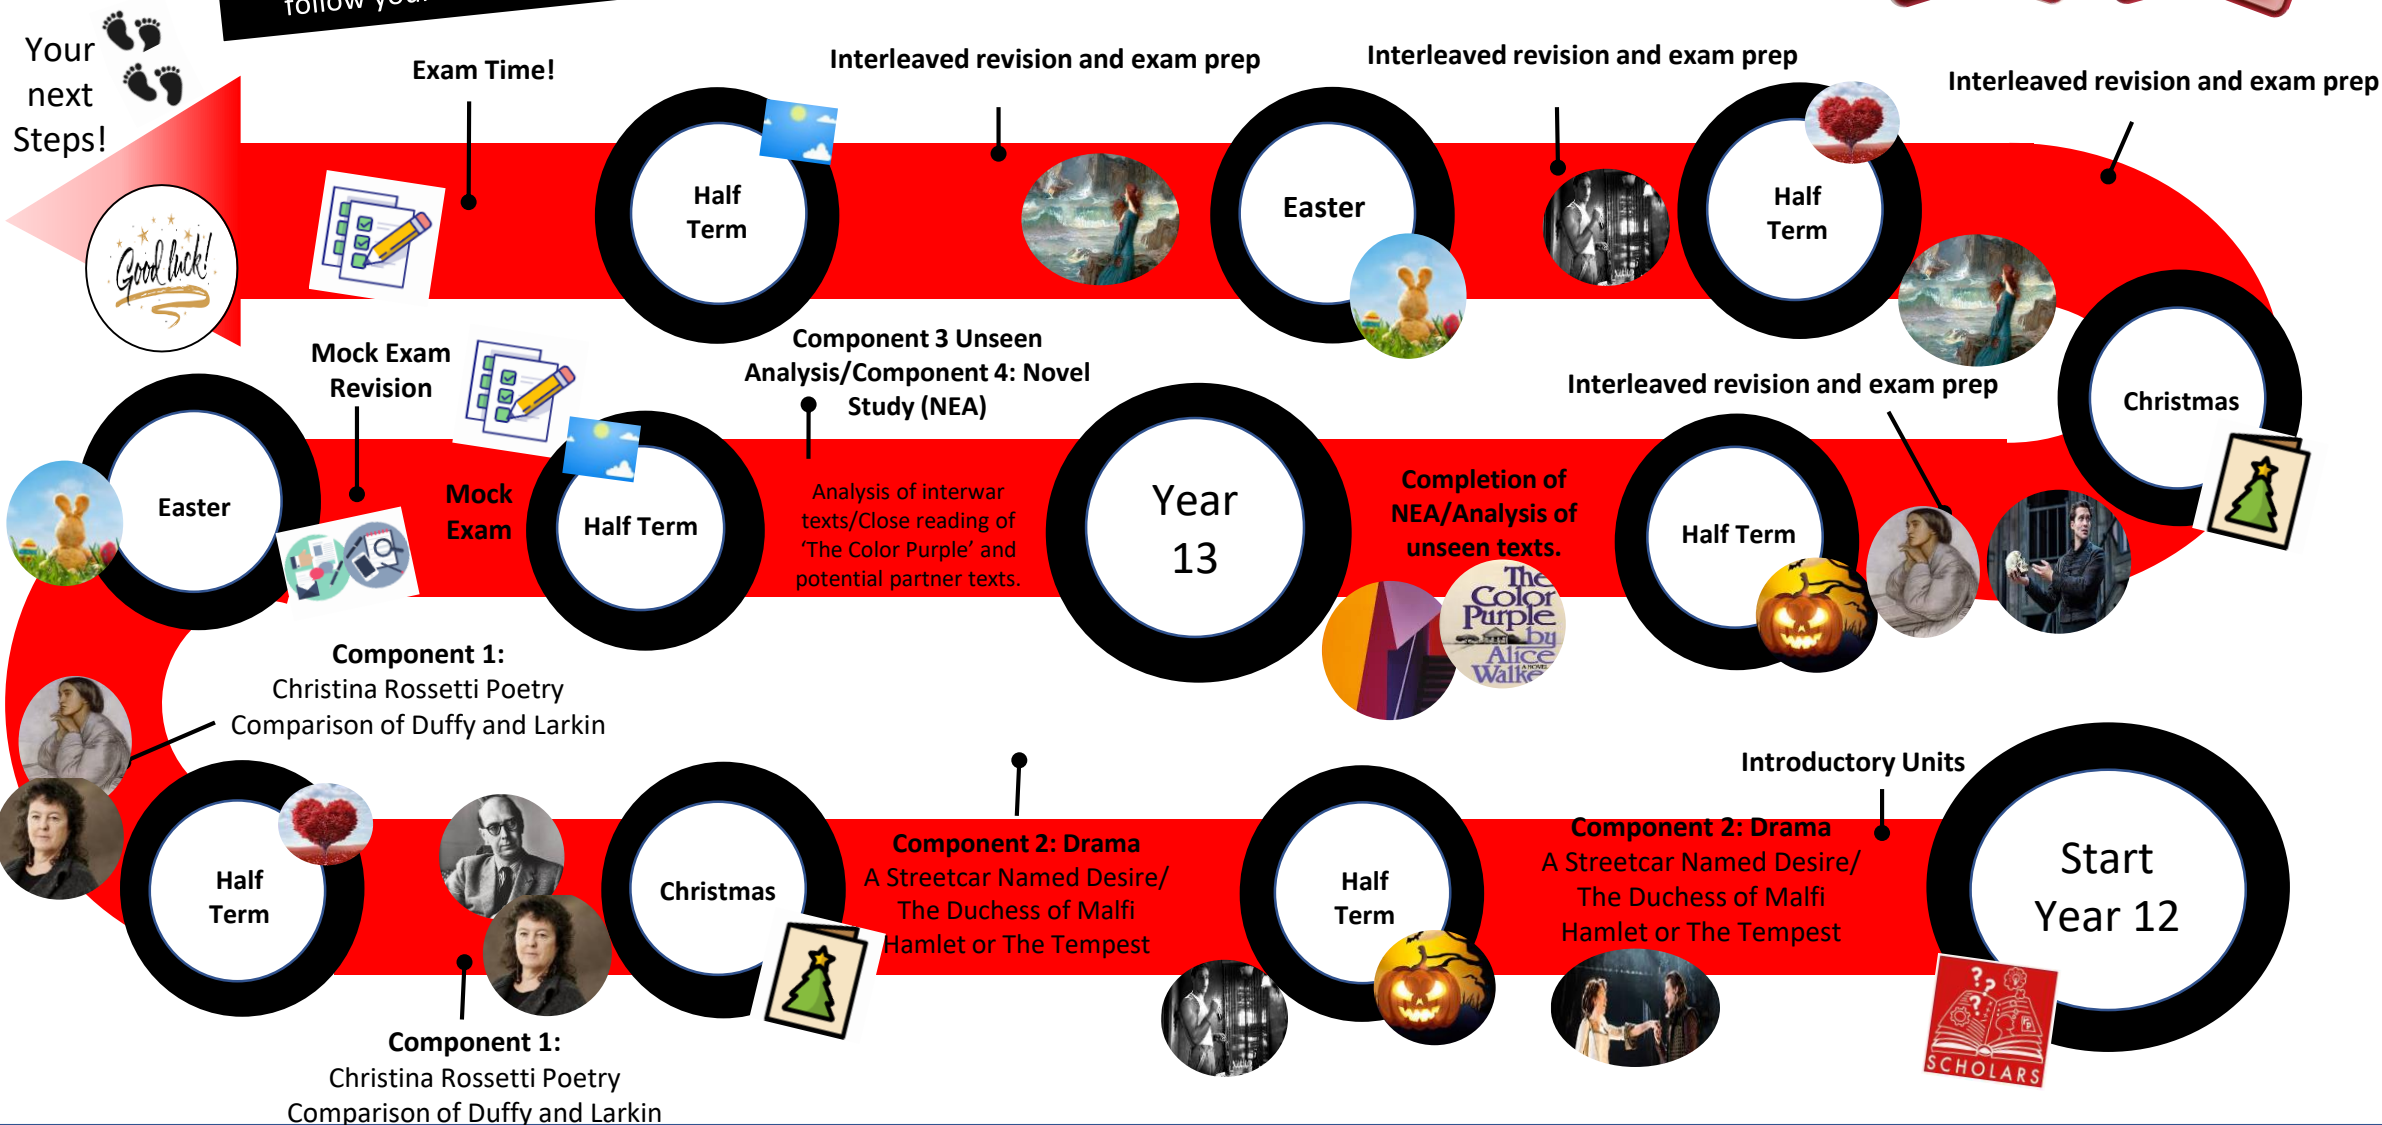 follow your
Your
next
Steps!
Exam Time!
Interleaved revision and exam prep
Interleaved revision and exam prep
Interleaved revision and exam prep
Half
Term
Easter
Half
Term
Good luck!
Christmas
Mock Exam
Revision
Component 3 Unseen
Analysis/Component 4: Novel
Study (NEA)
Interleaved revision and exam prep
Easter
Mock
Exam
Half Term
Analysis of interwar
texts/Close reading of
‘The Color Purple’ and
potential partner texts.
Year
13
Completion of
NEA/Analysis of
unseen texts.
The
Color
Purple
by
Alice
Walke
Half Term
Component 1:
Christina Rossetti Poetry
Comparison of Duffy and Larkin
Half
Term
Christmas
Component 2: Drama
A Streetcar Named Desire/
The Duchess of Malfi
Hamlet or The Tempest
Half
Term
Introductory Units
Component 2: Drama
A Streetcar Named Desire/
The Duchess of Malfi
Hamlet or The Tempest
Start
Year 12
SCHOLARS
Component 1:
Christina Rossetti Poetry
Comparison of Duffy and Larkin